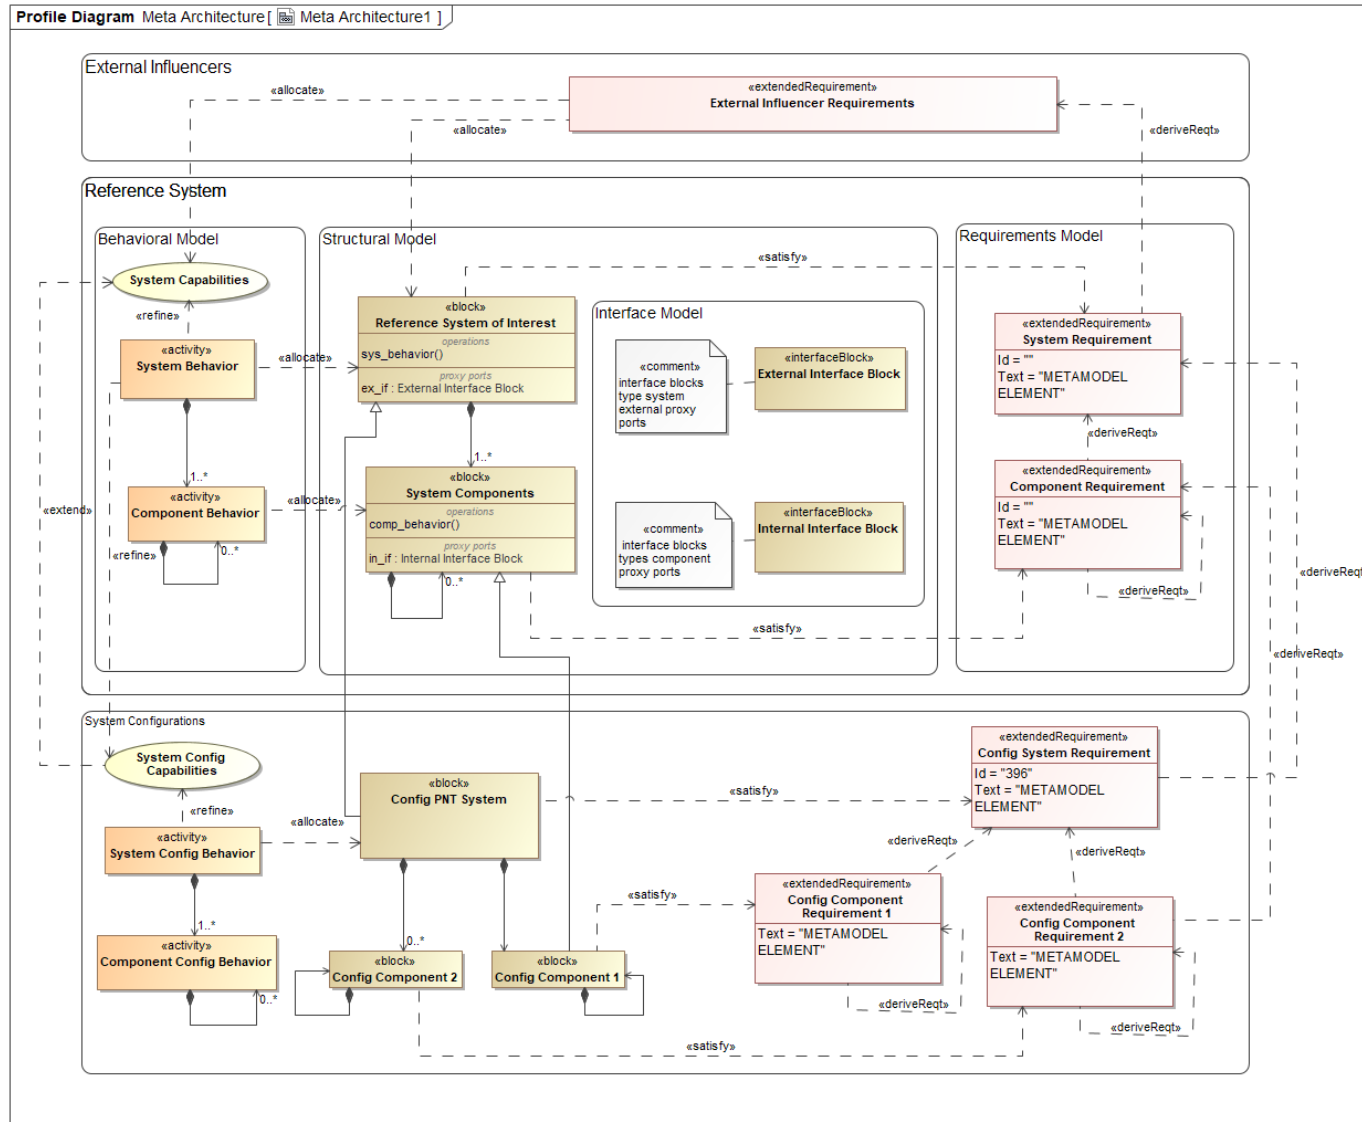 Profile Diagram Meta Architecture [ Meta Architecture1 ]
External Influencers
«extendedRequirement»
External Influencer Requirements
«allocate»
«allocate»
«deriveReqt»
Reference System
Behavioral Model
System Capabilities
«refine»
«activity»
System Behavior
«allocate»
1..*
«activity»
Component Behavior
«allocate»
«refine»
0..*
«extend»
Structural Model
«satisfy»
«block»
Reference System of Interest
operations
sys_behavior()
proxy ports
ex_if : External Interface Block
1..*
«block»
System Components
operations
comp_behavior()
proxy ports
in_if : Internal Interface Block
0..*
«satisfy»
Interface Model
«comment»
interface blocks
type system
external proxy
ports
«interfaceBlock»
External Interface Block
«comment»
interface blocks
types component
proxy ports
«interfaceBlock»
Internal Interface Block
Requirements Model
«extendedRequirement»
System Requirement
Id = ""
Text = "METAMODEL
ELEMENT"
«deriveReqt»
«extendedRequirement»
Component Requirement
Id = ""
Text = "METAMODEL
ELEMENT"
«deriveReqt»
«deriveReqt»
«deriveReqt»
System Configurations
System Config
Capabilities
«refine»
«activity»
System Config Behavior
«allocate»
1..*
«activity»
Component Config Behavior
0..*
«block»
Config PNT System
«satisfy»
0..*
«block»
Config Component 2
«block»
Config Component 1
«satisfy»
«satisfy»
«extendedRequirement»
Config System Requirement
Id = "396"
Text = "METAMODEL
ELEMENT"
«deriveReqt»
«deriveReqt»
«extendedRequirement»
Config Component
Requirement 1
Text = "METAMODEL
ELEMENT"
«deriveReqt»
«extendedRequirement»
Config Component
Requirement 2
Text = "METAMODEL
ELEMENT"
«deriveReqt»